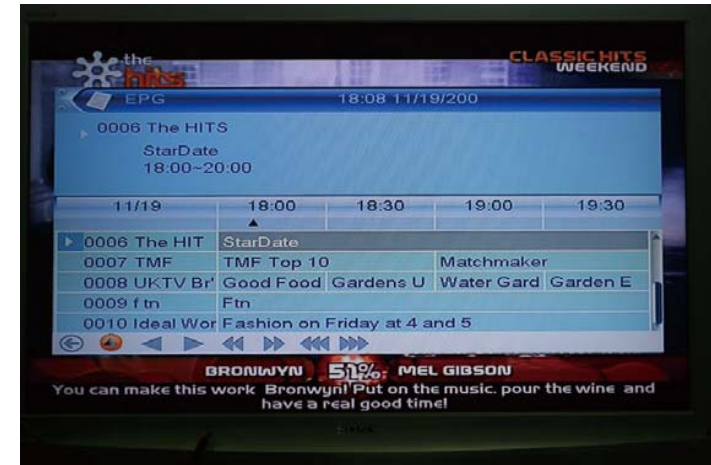 the
hits
CLASSIC HITS
WEEKEND
EPG 18:08 11/19/200
0006 The HITS
StarDate
18:00~20:00
11/19 18:00 18:30 19:00 19:30
0006 The HIT StarDate
0007 TMF TMF Top 10 Matchmaker
0008 UKTV Br' Good Food Gardens U Water Gard Garden E
0009 f tn Ftn
0010 Ideal Wor Fashion on Friday at 4 and 5
BRONWYN 51%: MEL GIBSON
You can make this work Bronwyn! Put on the music. pour the wine and
have a real good time!